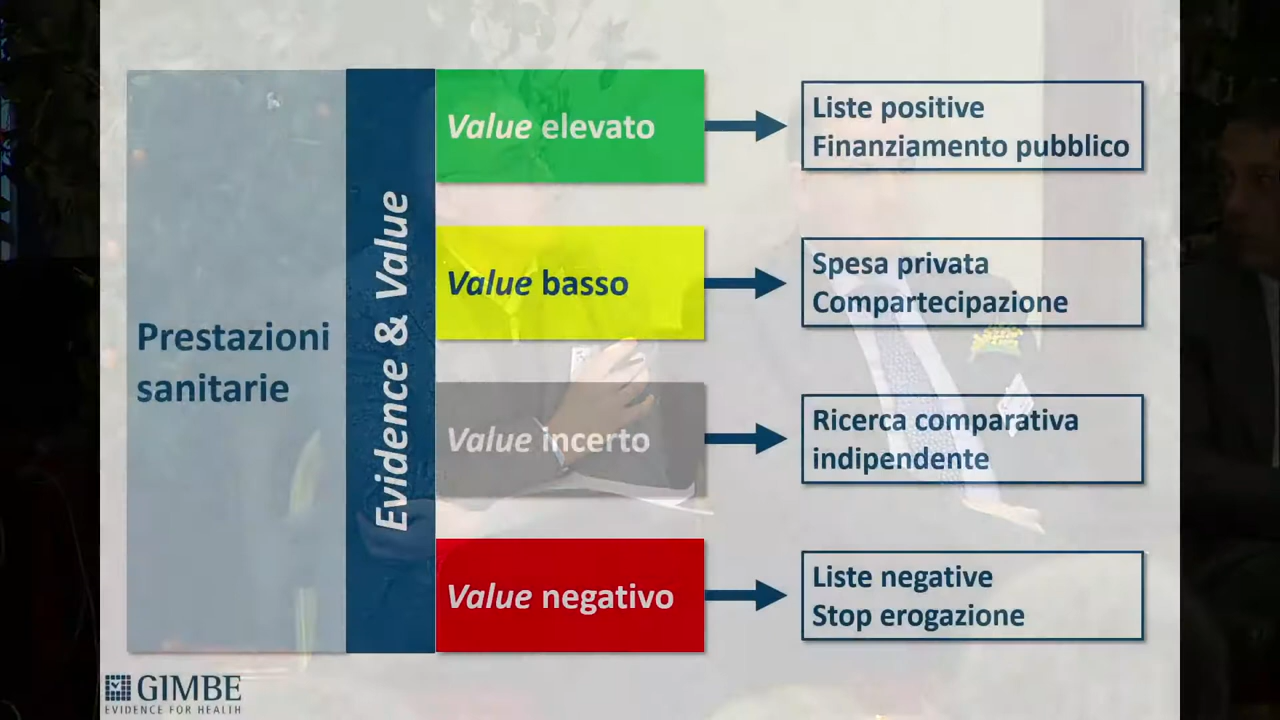 Prestazioni
sanitarie
Evidence & Value
Value elevato
Liste positive
Finanziamento pubblico
Value basso
Spesa privata
Compartecipazione
Value incerto
Ricerca comparativa
indipendente
Value negativo
Liste negative
Stop erogazione
GIMBE
EVIDENCE FOR HEALTH